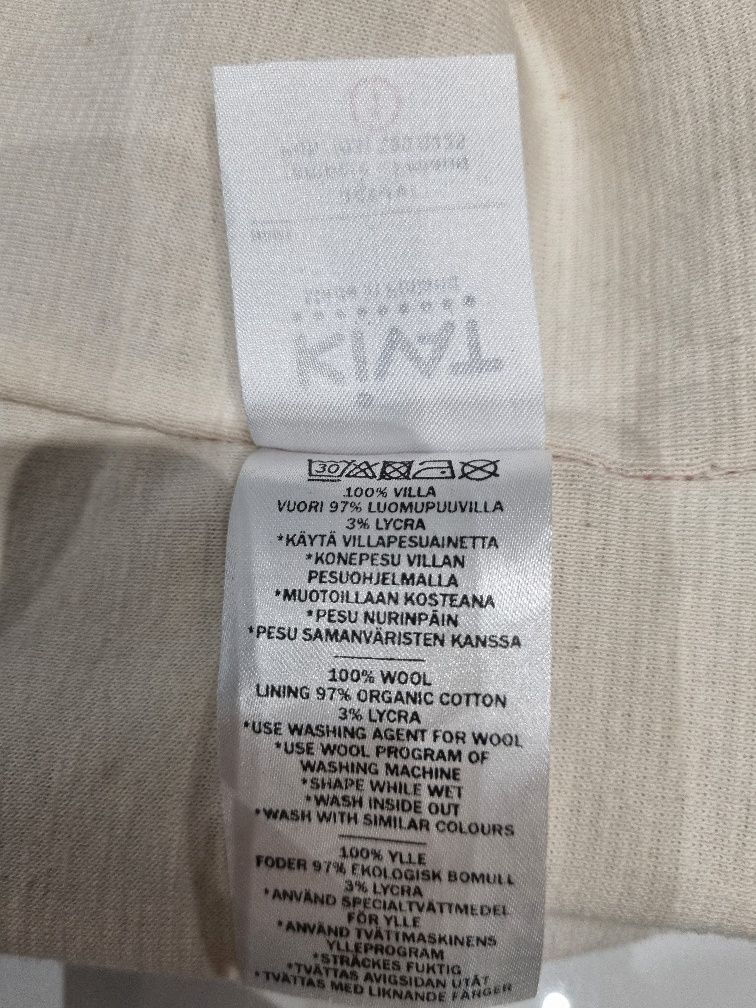 30
100% VILLA
VUORI 97% LUOMUPUUVILLA
3% LYCRA
*KÄYTÄ VILLAPESUAINETTA
*KONEPESU VILLAN
PESUOHJELMALLA
*MUOTOILLAAN KOSTEANA
*PESU NURINPÄIN
*PESU SAMANVÄRISTEN KANSSA
100% WOOL
LINING 97% ORGANIC COTTON
3% LYCRA
*USE WASHING AGENT FOR WOOL
*USE WOOL PROGRAM OF
WASHING MACHINE
*SHAPE WHILE WET
*WASH INSIDE OUT
*WASH WITH SIMILAR COLOURS
100% YLLE
FODER 97% EKOLOGISK BOMULL
3% LYCRA
*ANVÄND SPECIALTVÄTTMEDEL
FÖR YLLE
*ANVÄND TVÄTTMASKINENS
YLLEPROGRAM
*STRÄCKES FUKTIG
*TVÄTTAS AVIGSIDAN UTÅT
*TVÄTTAS MED LIKNANDE FÄRGER